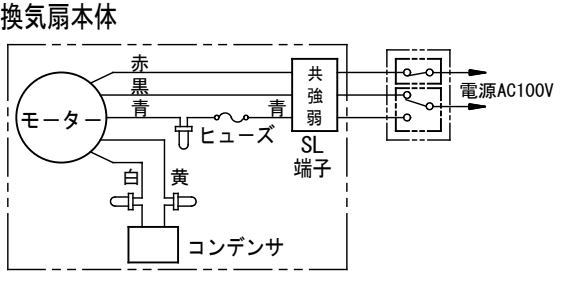 換気扇本体
赤
黒
青
モーター
ヒューズ
青
共
強
弱
SL
端子
電源AC100V
白
黄
コンデンサ